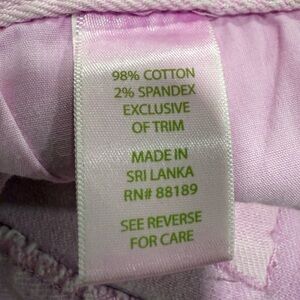 98% COTTON
2% SPANDEX
EXCLUSIVE
OF TRIM
MADE IN
SRI LANKA
RN# 88189
SEE REVERSE
FOR CARE